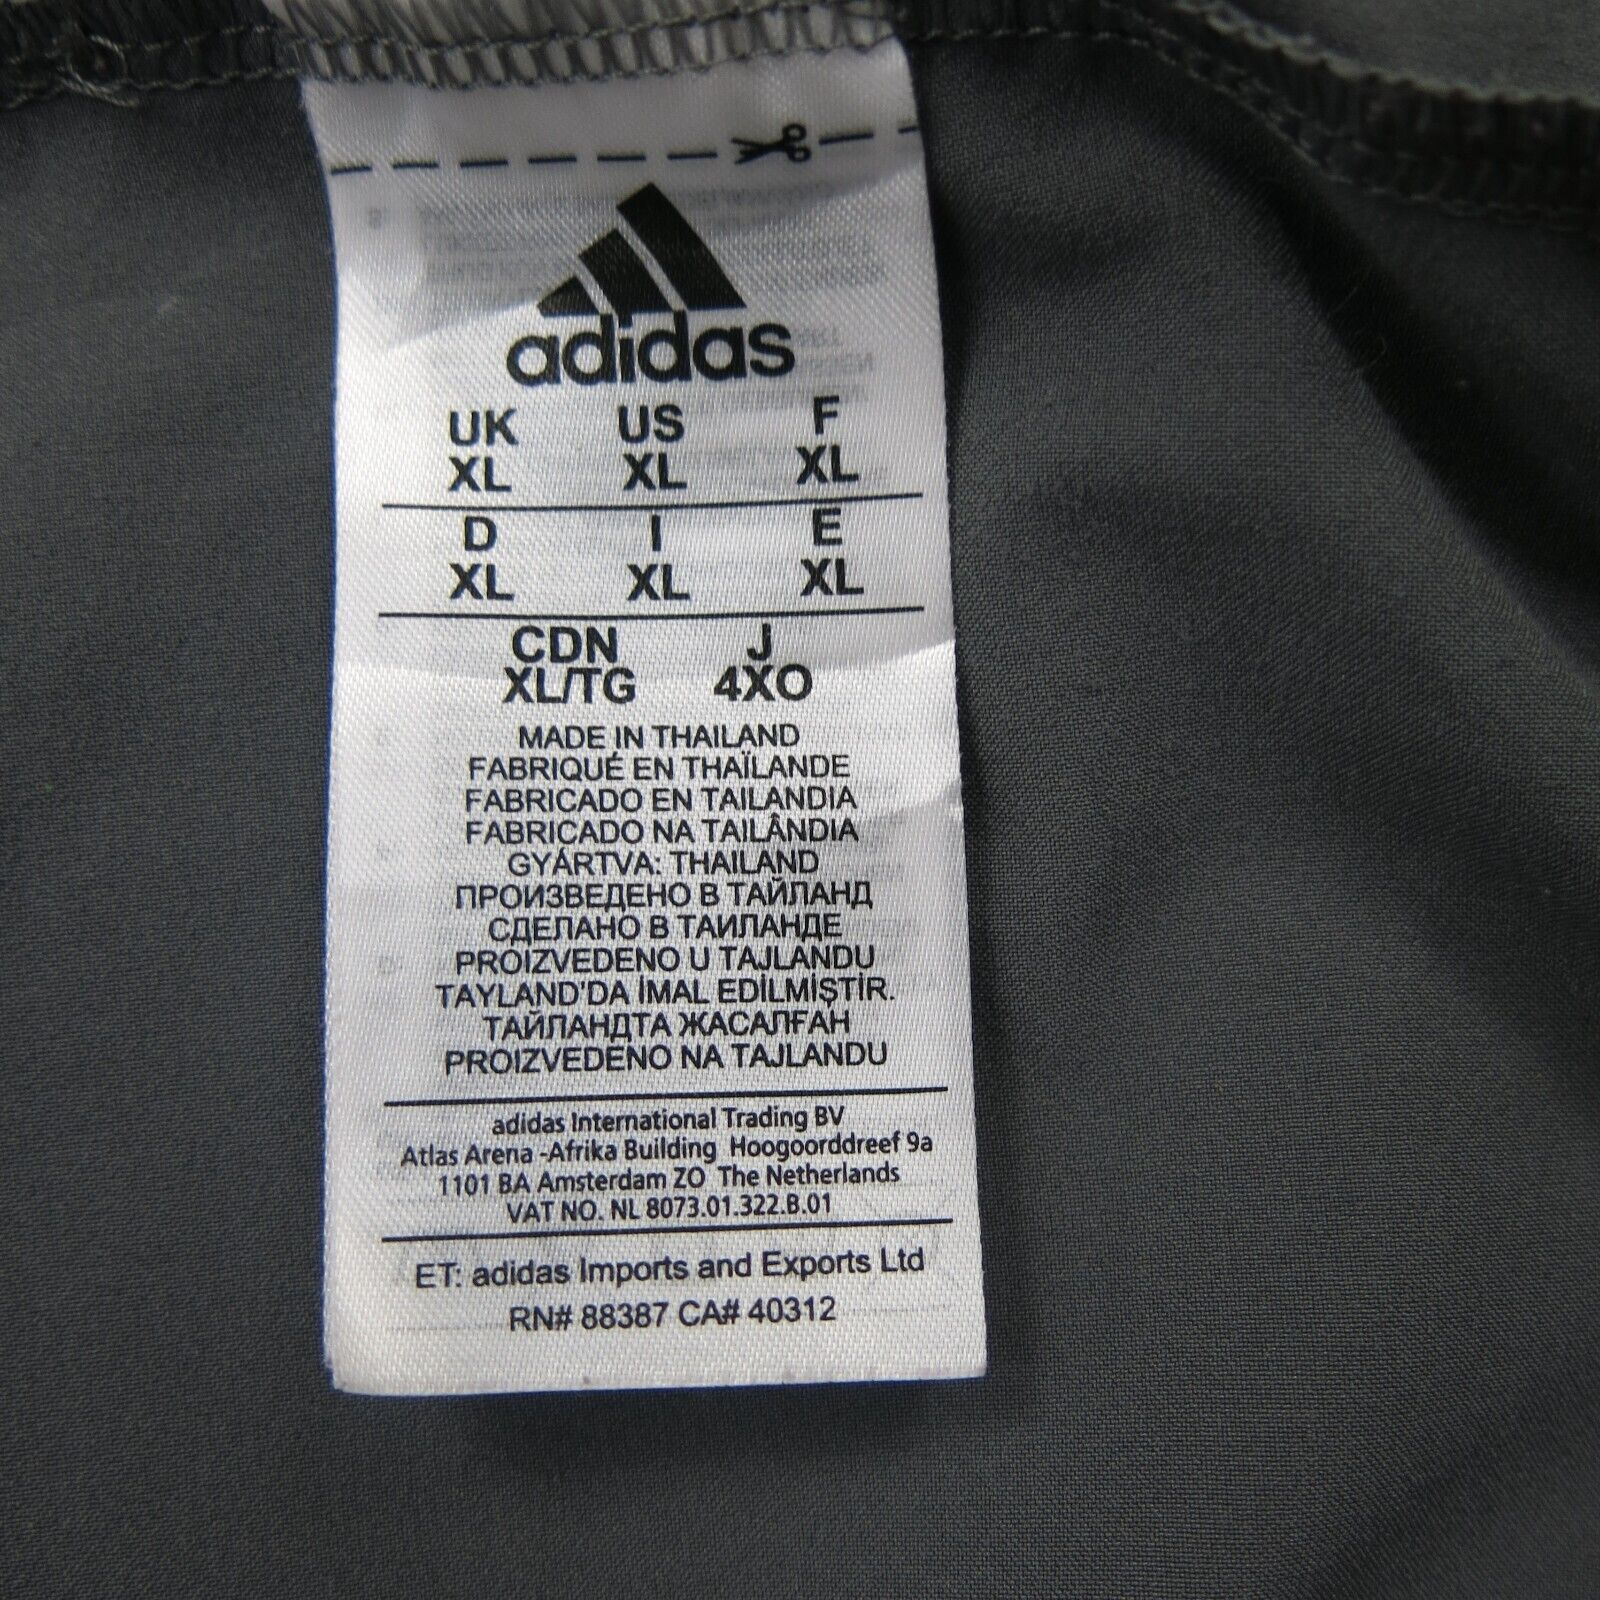 adidas
UK US F
XL XL XL
D I E
XL XL XL
CDN J
XL/TG 4XO
MADE IN THAILAND
FABRIQUÉ EN THAÏLANDE
FABRICADO EN TAILANDIA
FABRICADO NA TAILÂNDIA
GYÁRTVA: THAILAND
ПРОИЗВЕДЕНО В ТАЙЛАНД
СДЕЛАНО В ТАИЛАНДЕ
PROIZVEDENO U TAJLANDU
TAYLAND'DA İMAL EDİLMİŞTİR.
ТАЙЛАНДТА ЖАСАЛҒАН
PROIZVEDENO NA TAJLANDU
adidas International Trading BV
Atlas Arena -Afrika Building Hoogoorddreef 9a
1101 BA Amsterdam ZO The Netherlands
VAT NO. NL 8073.01.322.B.01
ET: adidas Imports and Exports Ltd
RN# 88387 CA# 40312